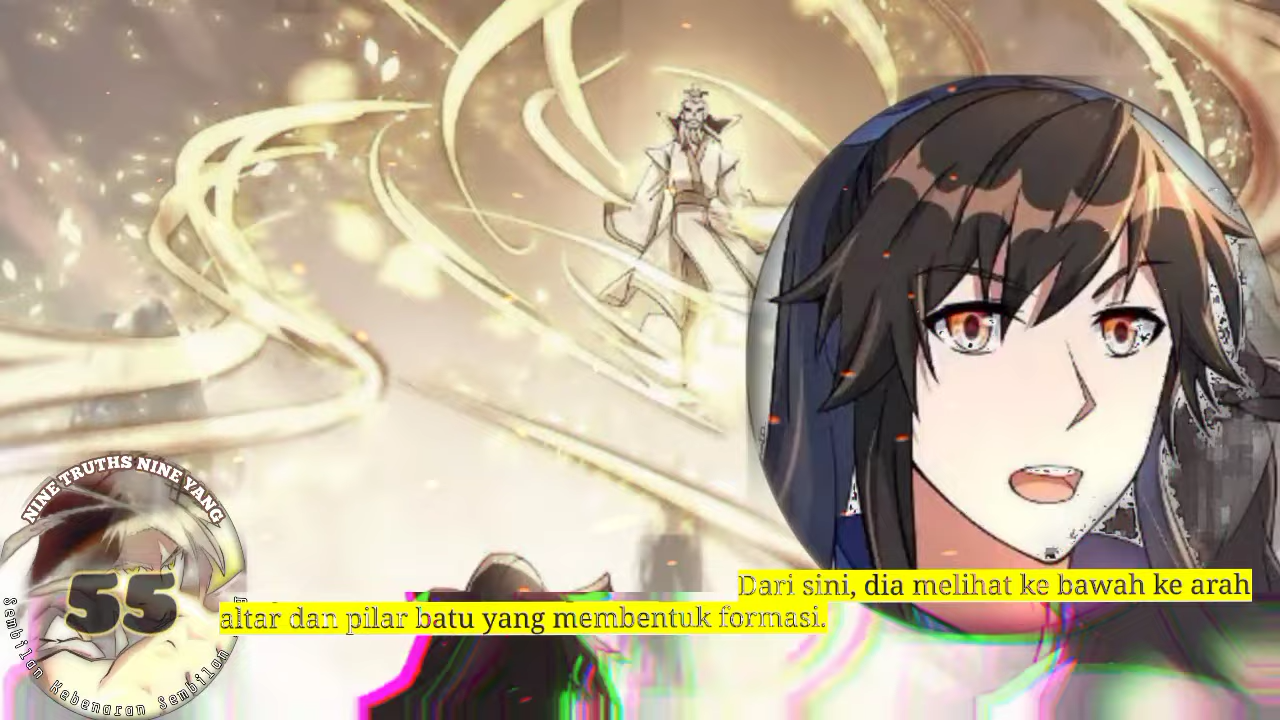 NINE TRUTHS NINE YANG
55
Sembilan Kebenaran Sembilan
Dari sini, dia melihat ke bawah ke arah
altar dan pilar batu yang membentuk formasi.